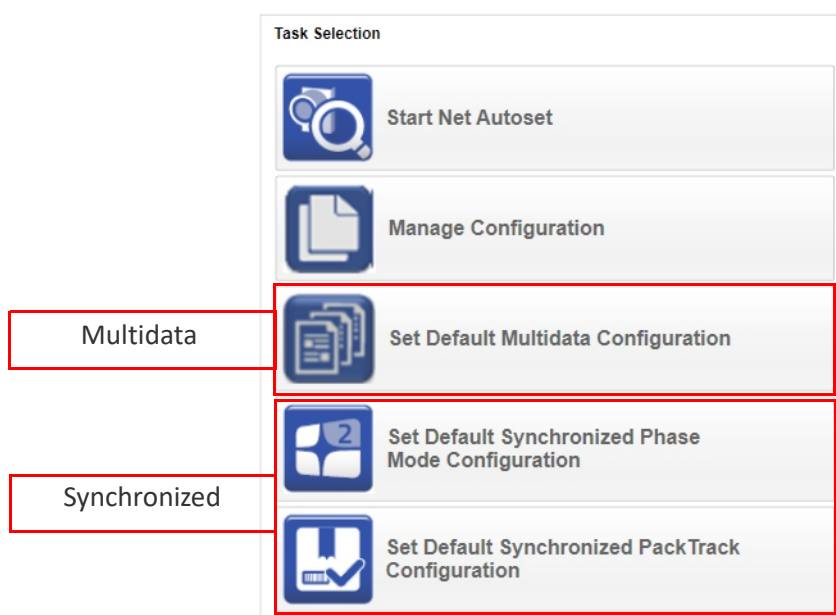 Task Selection
Start Net Autoset
Manage Configuration
Multidata
Set Default Multidata Configuration
2
Set Default Synchronized Phase
Mode Configuration
Synchronized
Set Default Synchronized PackTrack
Configuration